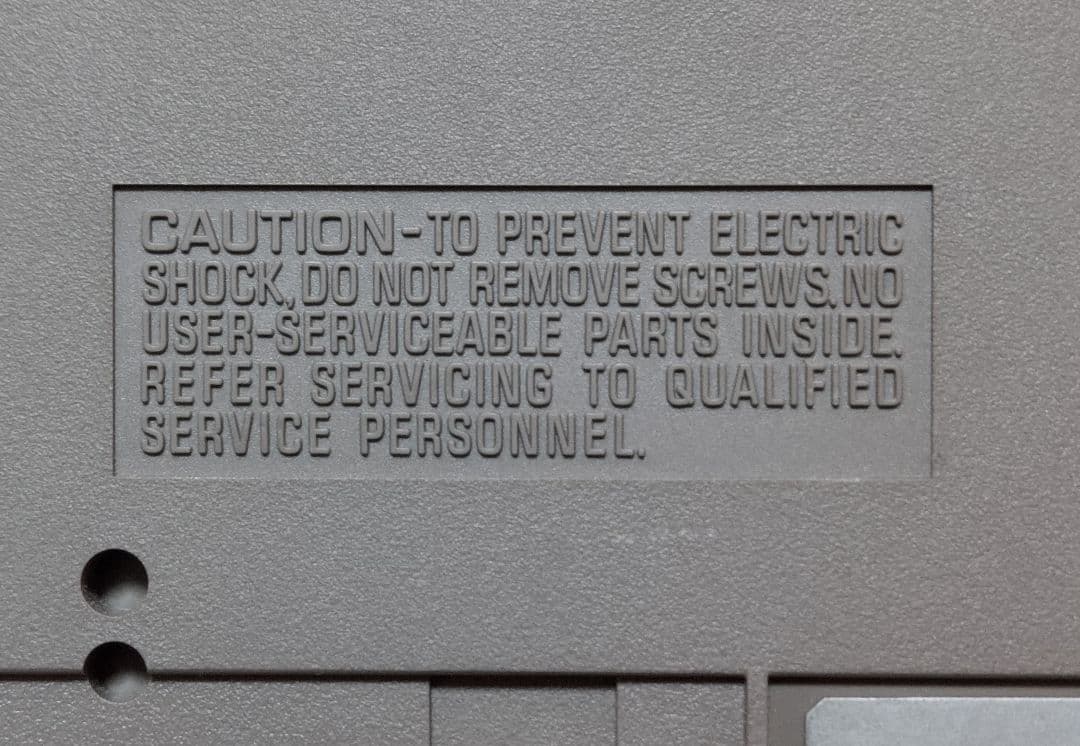 CAUTION-TO PREVENT ELECTRIC
SHOCK, DO NOT REMOVE SCREWS. NO
USER-SERVICEABLE PARTS INSIDE.
REFER SERVICING TO QUALIFIED
SERVICE PERSONNEL.